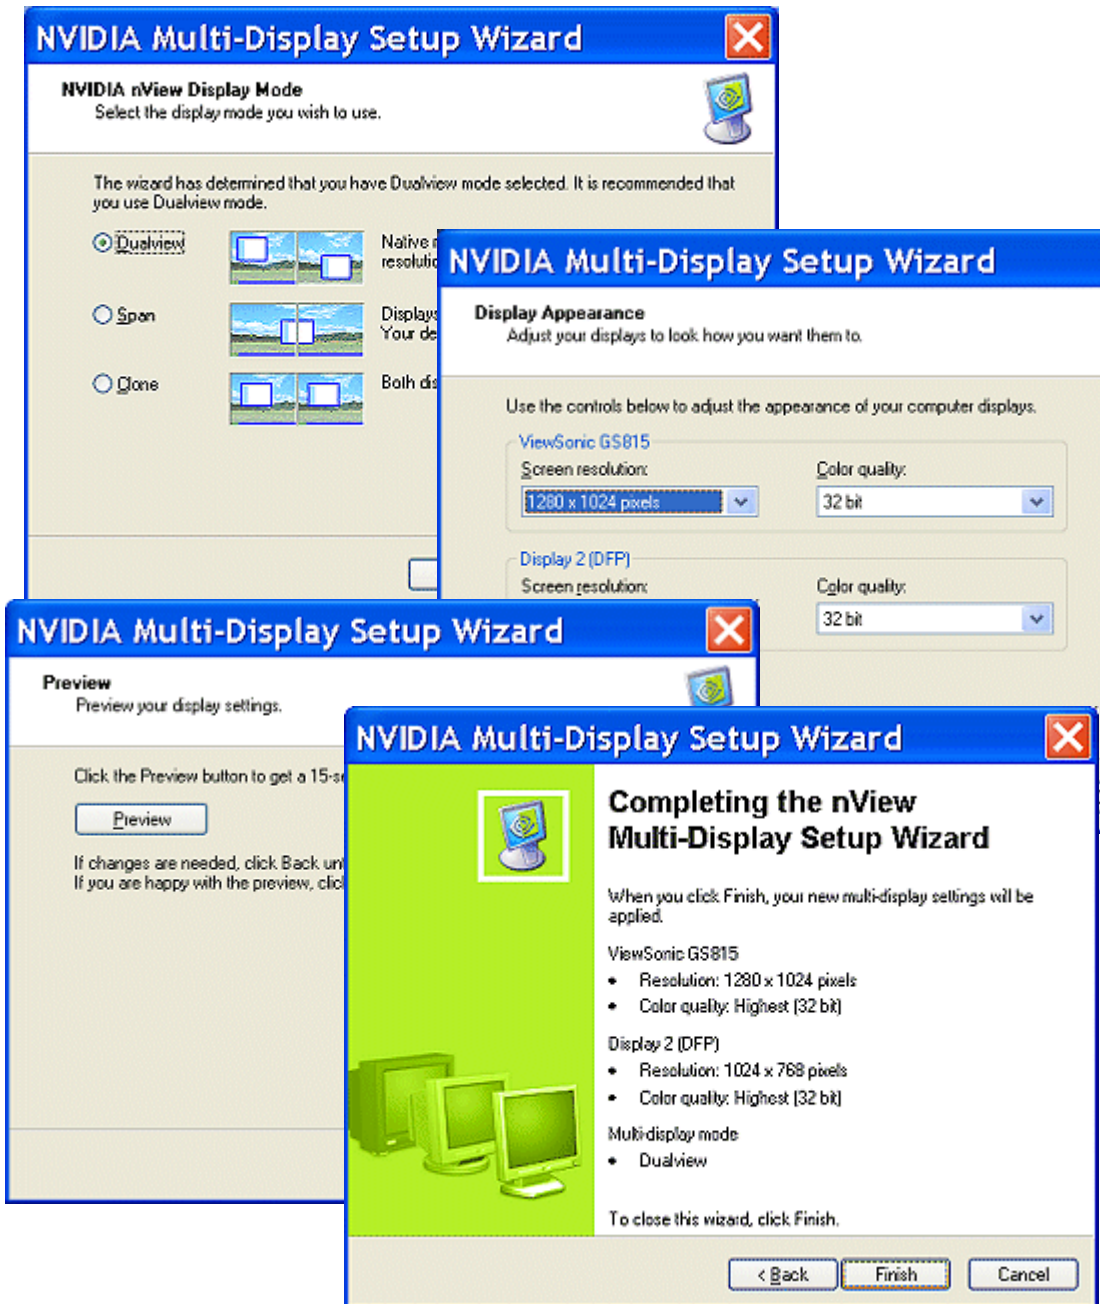 NVIDIA Multi-Display Setup Wizard
NVIDIA nView Display Mode
Select the display mode you wish to use.
The wizard has determined that you have Dualview mode selected. It is recommended that
you use Dualview mode.
Dualview
Native
resolutio
Span
Displays
Your de
Clone
Both dis
NVIDIA Multi-Display Setup Wizard
Display Appearance
Adjust your displays to look how you want them to.
Use the controls below to adjust the appearance of your computer displays.
ViewSonic GS815
Screen resolution:
Color quality:
1280 x 1024 pixels
32 bit
Display 2 (DFP)
Screen resolution:
Color quality:
32 bit
NVIDIA Multi-Display Setup Wizard
Preview
Preview your display settings.
Click the Preview button to get a 15-se
Preview
If changes are needed, click Back unt
If you are happy with the preview, clic
NVIDIA Multi-Display Setup Wizard
Completing the nView
Multi-Display Setup Wizard
When you click Finish, your new multi-display settings will be
applied.
ViewSonic GS815
• Resolution: 1280 x 1024 pixels
• Color quality: Highest (32 bit)
Display 2 (DFP)
• Resolution: 1024 x 768 pixels
• Color quality: Highest (32 bit)
Multi-display mode
• Dualview
To close this wizard, click Finish.
< Back
Finish
Cancel